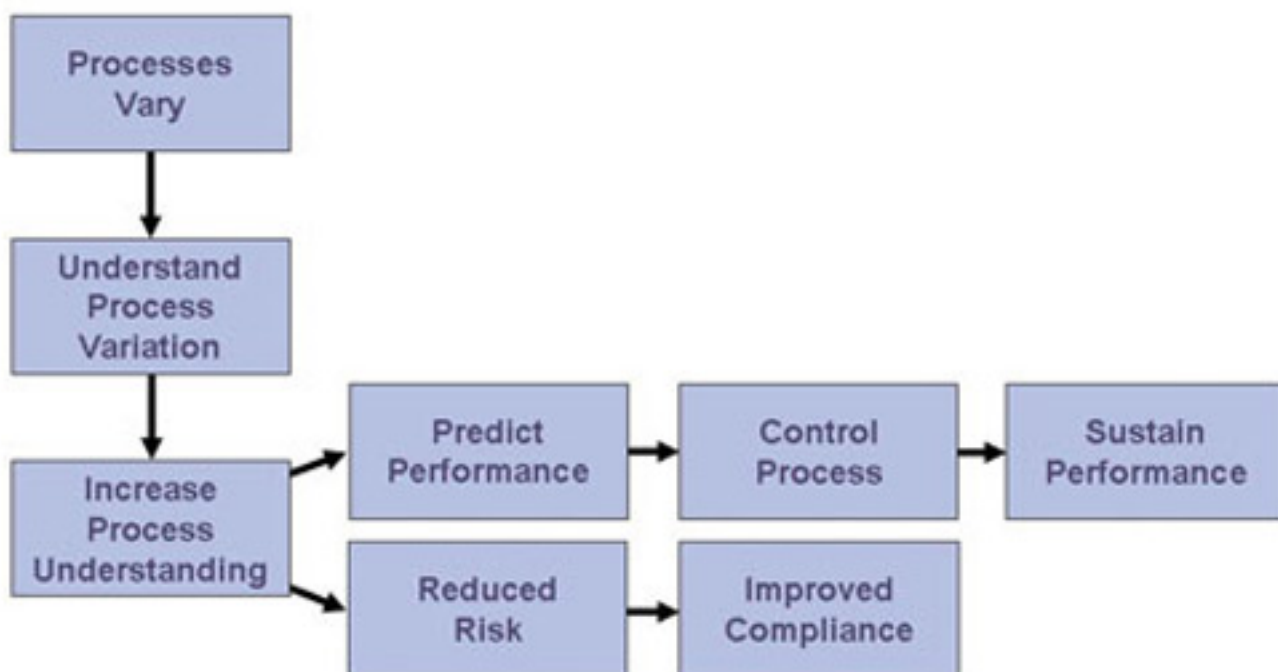 Processes
Vary
Understand
Process
Variation
Increase
Process
Understanding
Predict
Performance
Control
Process
Sustain
Performance
Reduced
Risk
Improved
Compliance